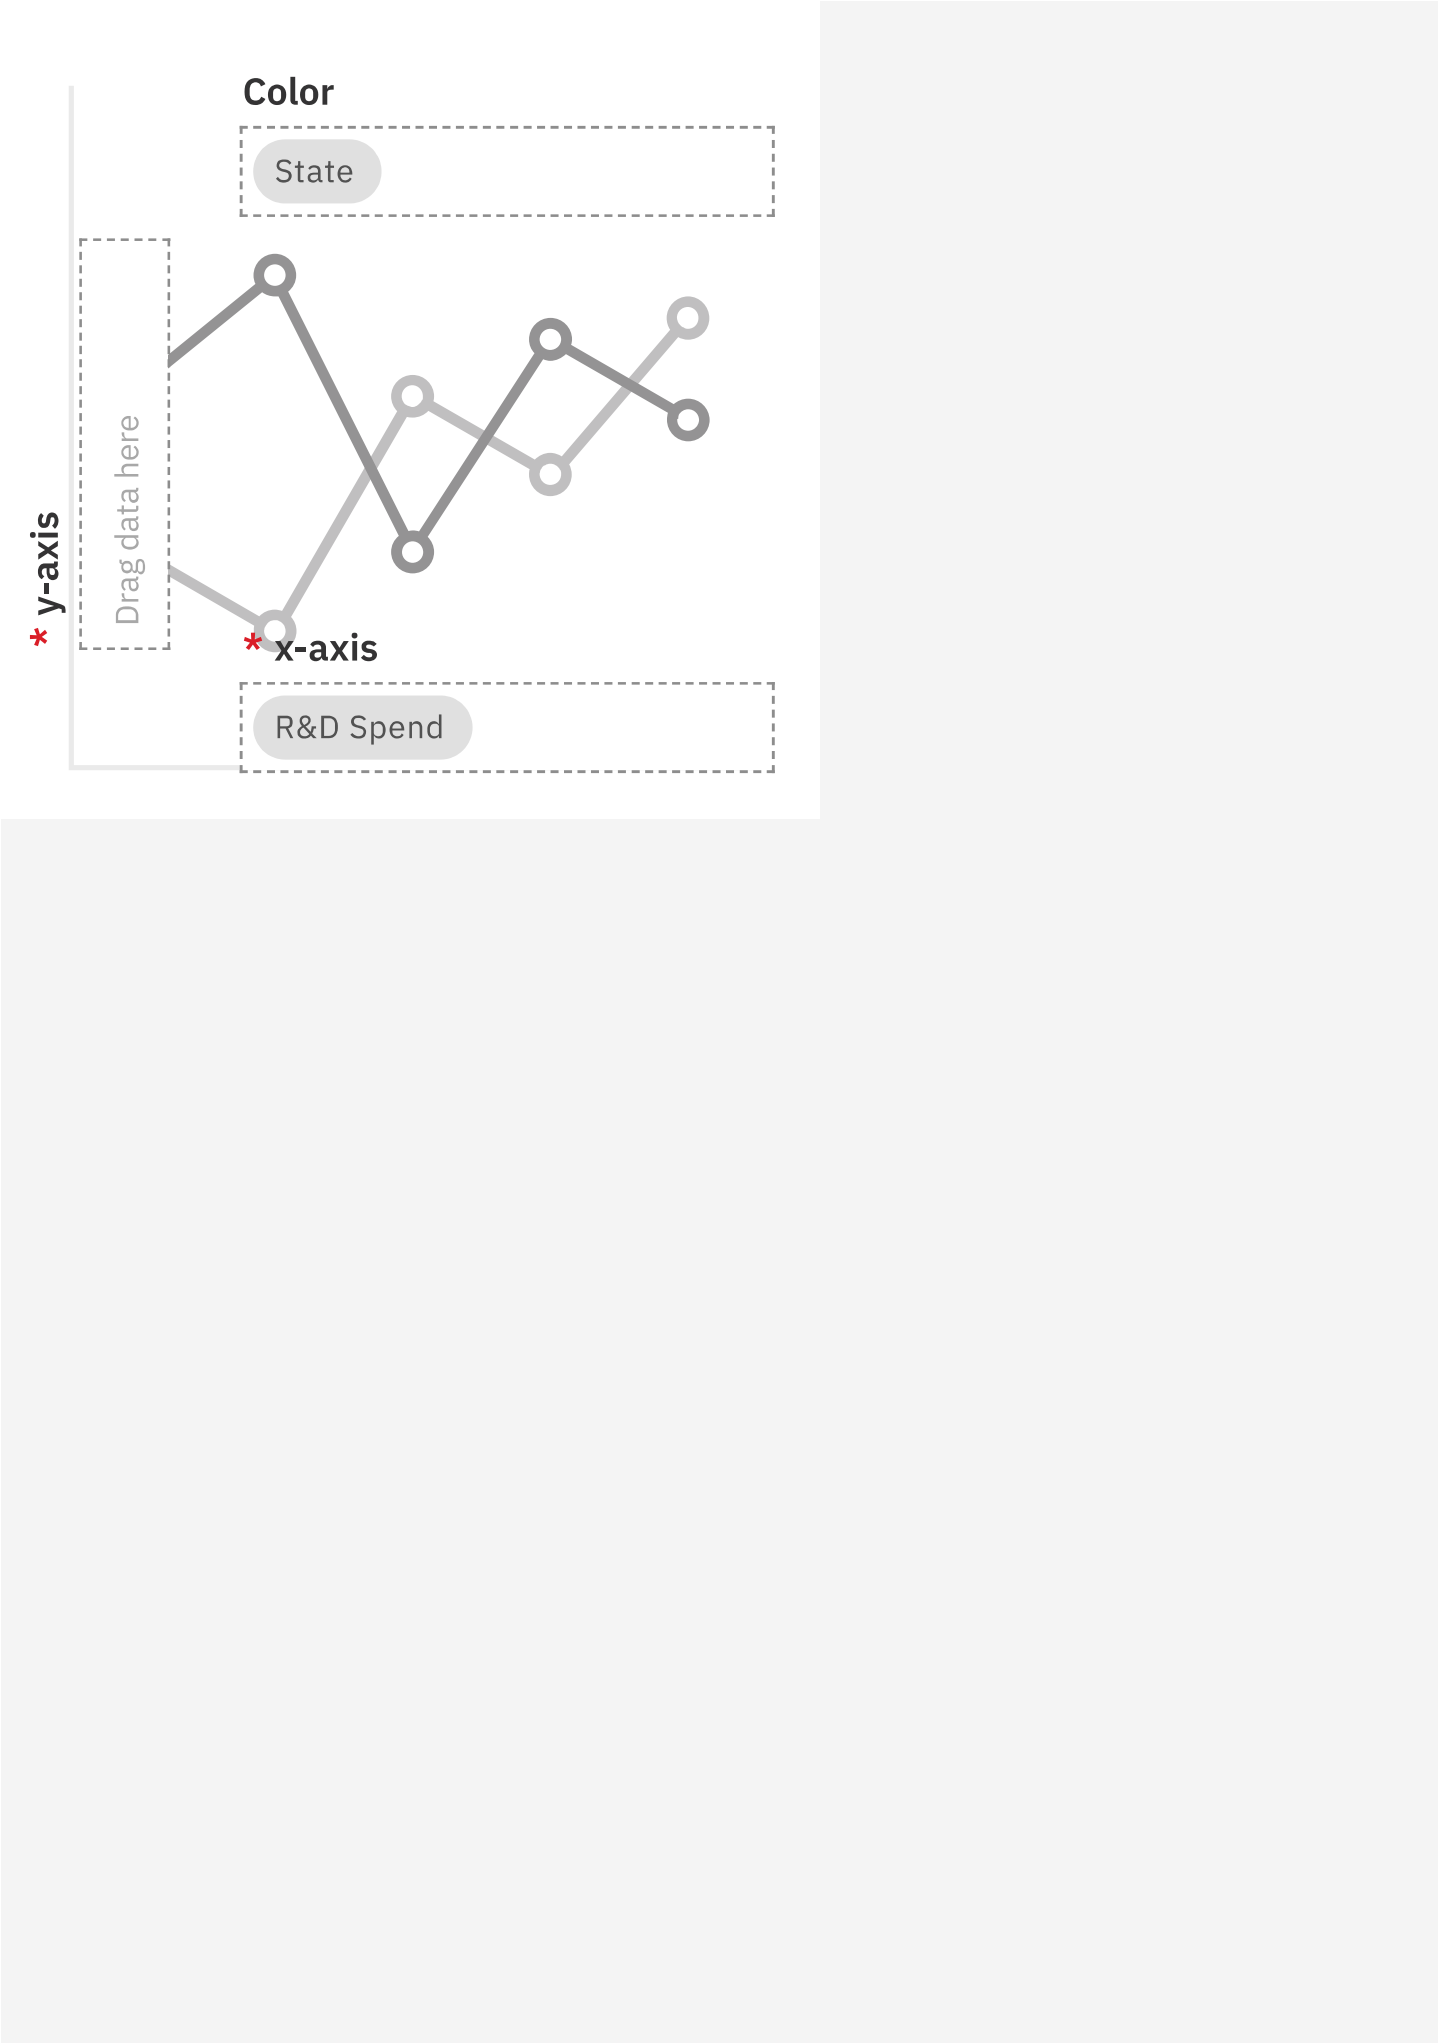 Color
State
Drag data here
* y-axis
* x-axis
R&D Spend